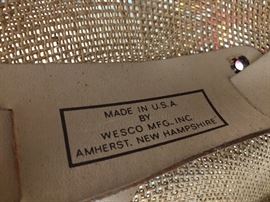 MADE IN U.S.A.
BY
WESCO MFG., INC.
AMHERST, NEW HAMPSHIRE